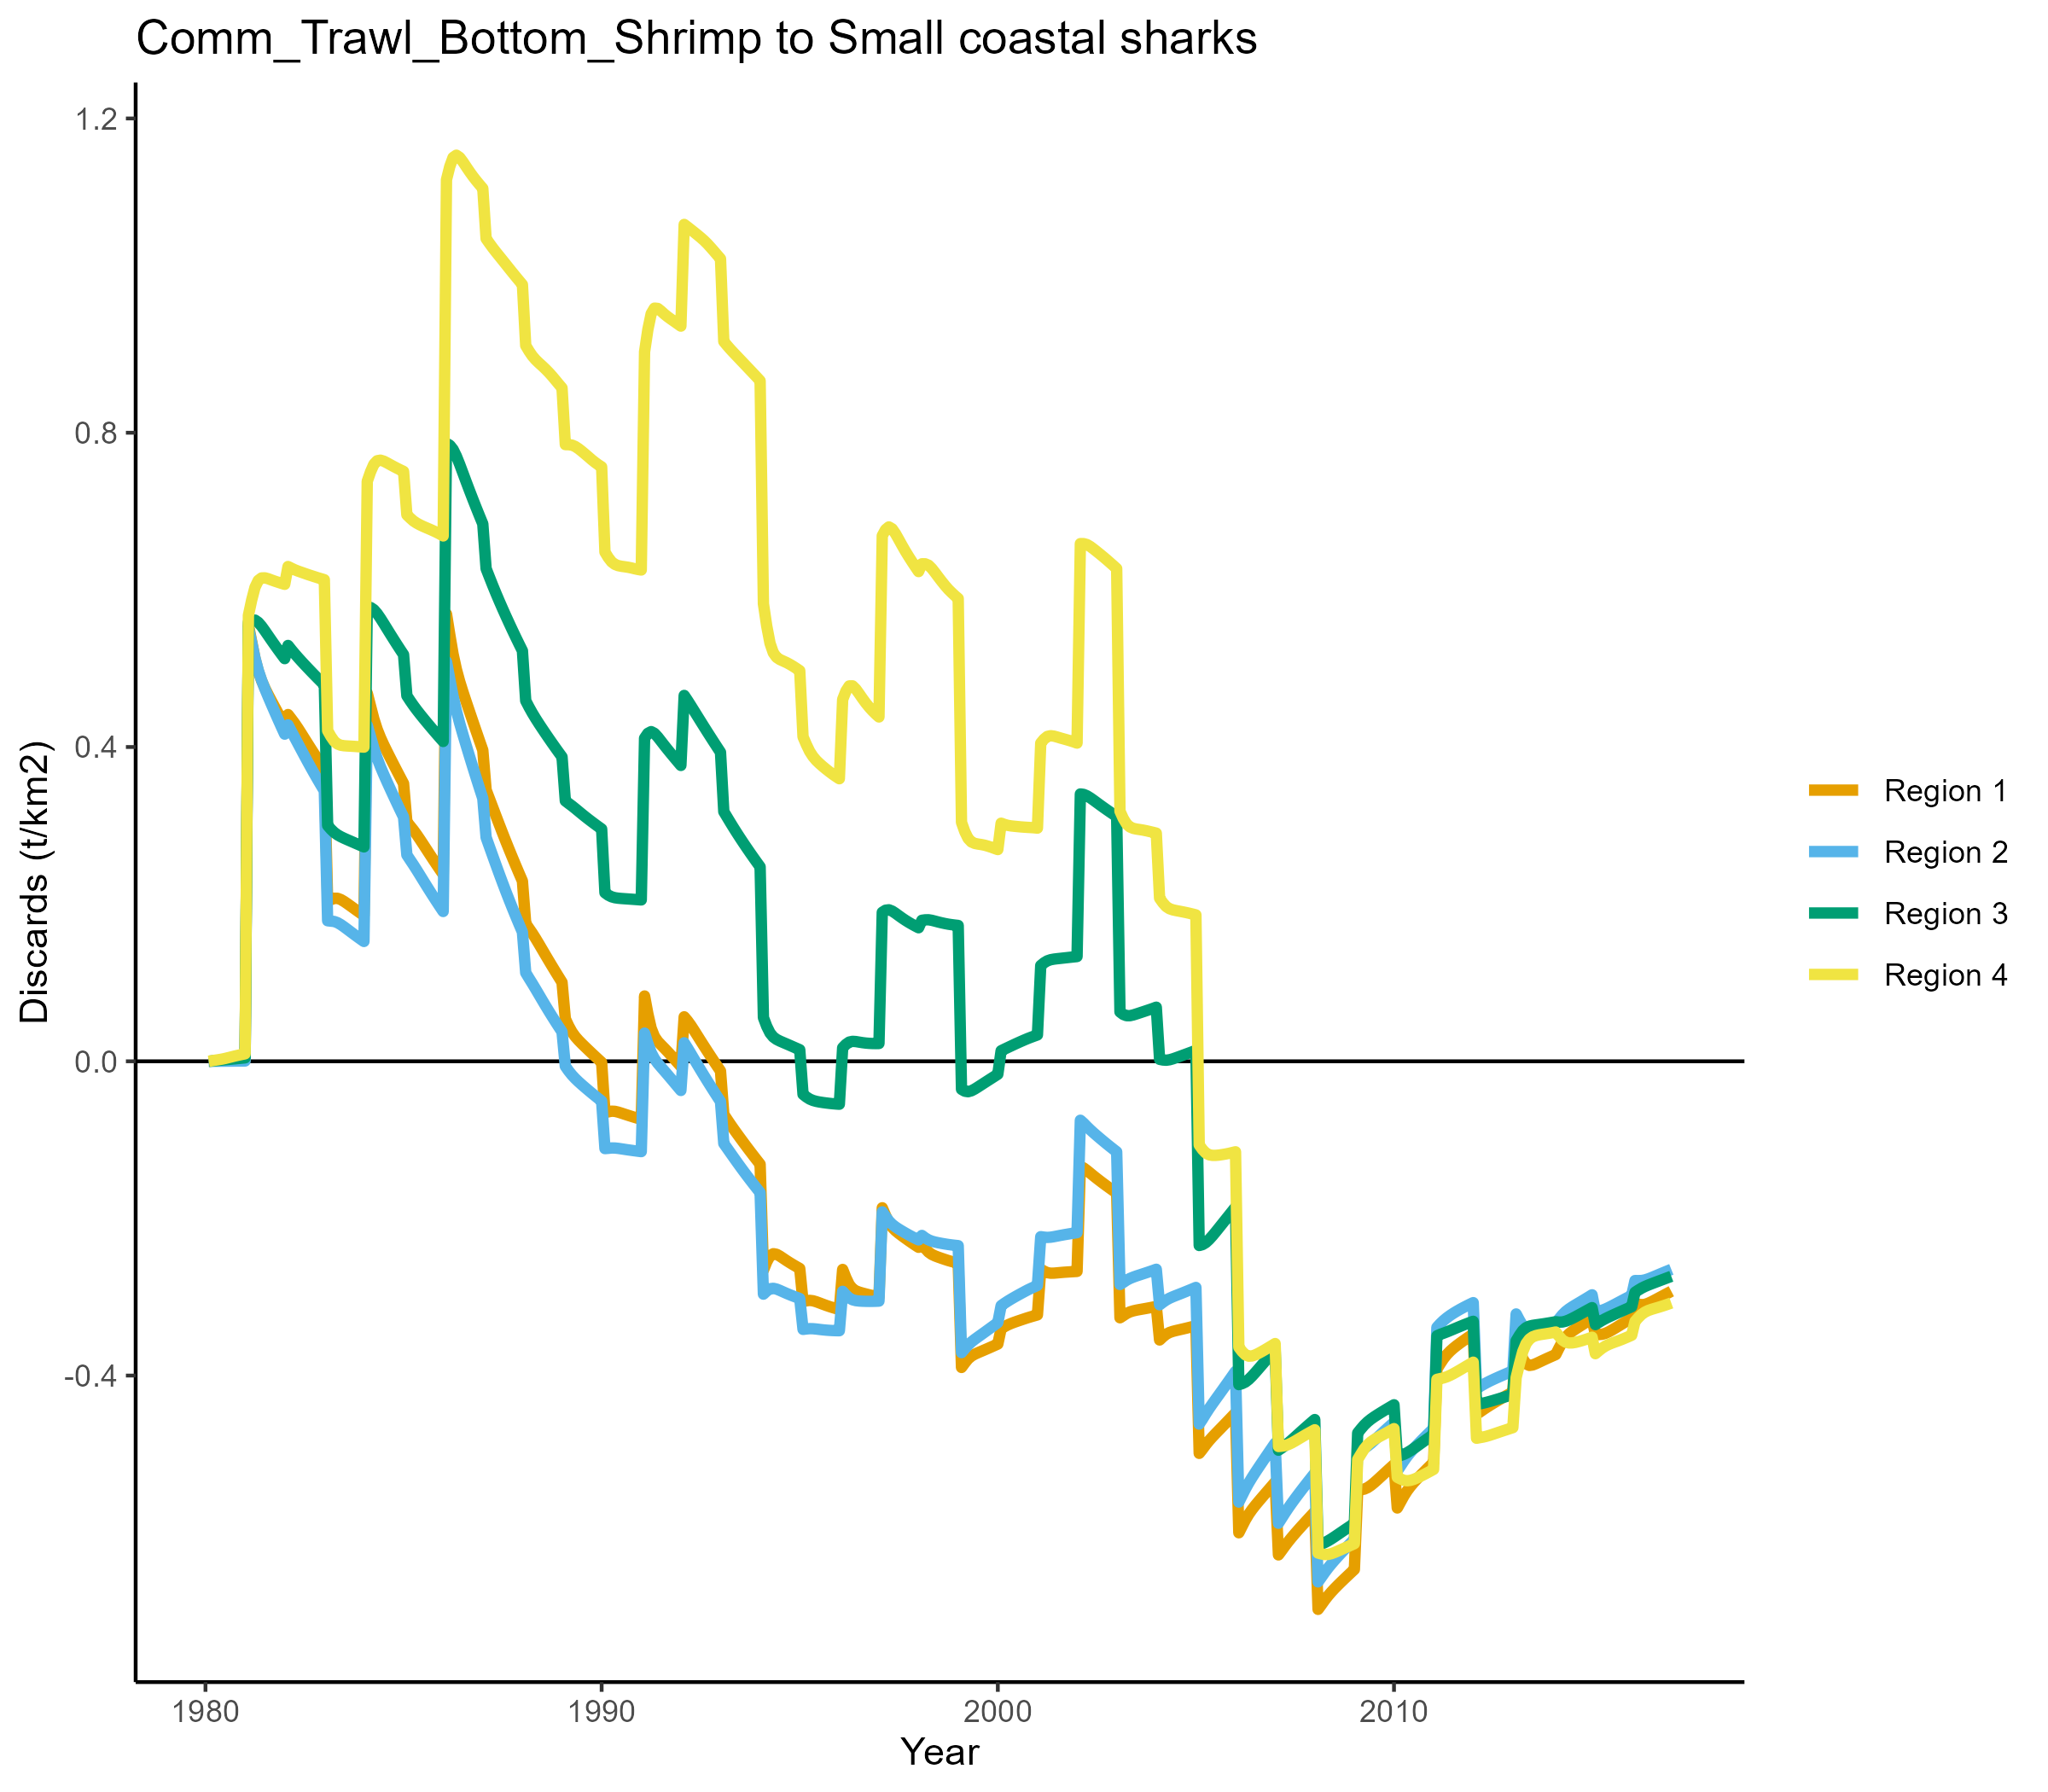 Comm_Trawl_Bottom_Shrimp to Small coastal sharks
Discards (t/km2)
1.2
0.8
0.4
0.0
-0.4
1980 1990 2000 2010
Year
Region 1
Region 2
Region 3
Region 4